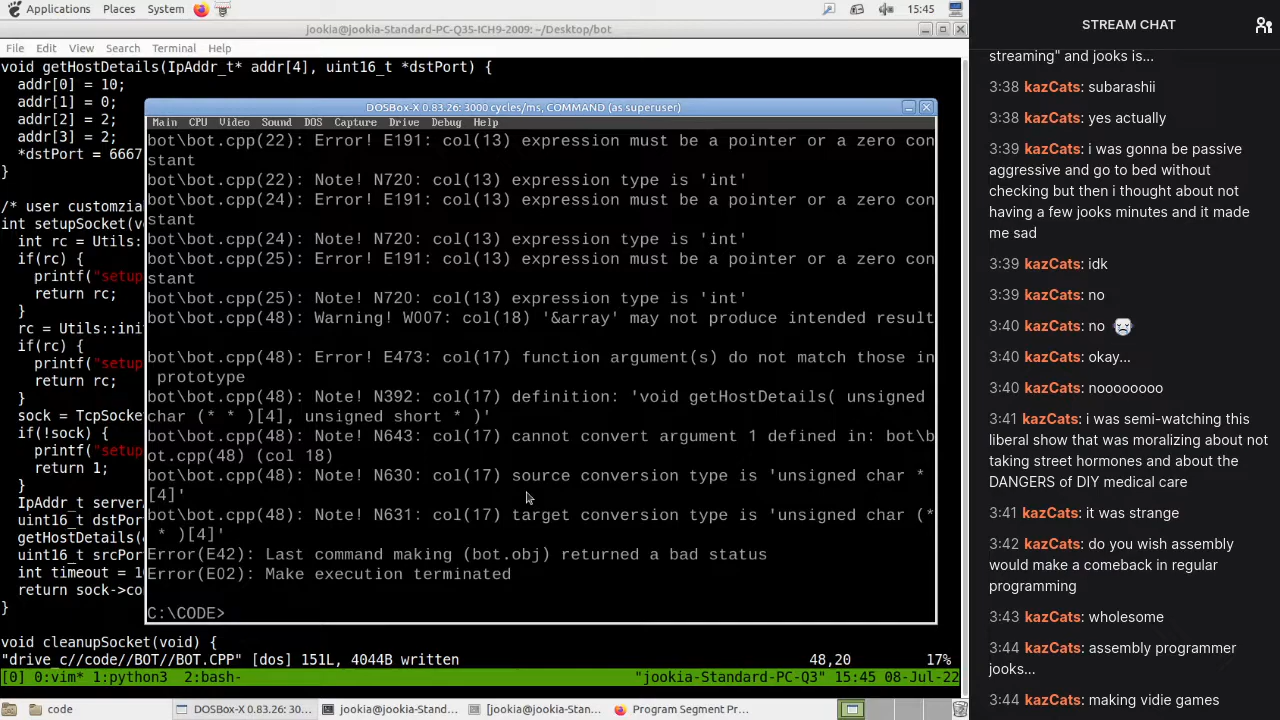 Applications Places System 15:45
jookia@jookia-Standard-PC-Q35-ICH9-2009: ~/Desktop/bot
File Edit View Search Terminal Help
void getHostDetails(IpAddr_t* addr[4], uint16_t *dstPort) {
addr[0] = 10;
addr[1] = 0;
addr[2] = 2;
addr[3] = 2;
*dstPort = 6667
}
/* user customzia
int setupSocket(v
int rc = Utils:
if(rc) {
printf("setup
return rc;
}
rc = Utils::ini
if(rc) {
printf("setup
return rc;
}
sock = TcpSocke
if(!sock) {
printf("setup
return 1;
}
IpAddr_t server
uint16_t dstPor
getHostDetails(
uint16_t srcPor
int timeout = 1
return sock->co
}
void cleanupSocket(void) {
"drive_c//code//BOT//BOT.CPP" [dos] 151L, 4044B written 48,20 17%
[0] 0:vim* 1:python3 2:bash- "jookia-Standard-PC-Q3" 15:45 08-Jul-22
DOSBox-X 0.83.26: 3000 cycles/ms, COMMAND (as superuser)
Main CPU Video Sound DOS Capture Drive Debug Help
bot\bot.cpp(22): Error! E191: col(13) expression must be a pointer or a zero con
stant
bot\bot.cpp(22): Note! N720: col(13) expression type is 'int'
bot\bot.cpp(24): Error! E191: col(13) expression must be a pointer or a zero con
stant
bot\bot.cpp(24): Note! N720: col(13) expression type is 'int'
bot\bot.cpp(25): Error! E191: col(13) expression must be a pointer or a zero con
stant
bot\bot.cpp(25): Note! N720: col(13) expression type is 'int'
bot\bot.cpp(48): Warning! W007: col(18) '&array' may not produce intended result
bot\bot.cpp(48): Error! E473: col(17) function argument(s) do not match those in
prototype
bot\bot.cpp(48): Note! N392: col(17) definition: 'void getHostDetails( unsigned
char (* * )[4], unsigned short * )'
bot\bot.cpp(48): Note! N643: col(17) cannot convert argument 1 defined in: bot\b
ot.cpp(48) (col 18)
bot\bot.cpp(48): Note! N630: col(17) source conversion type is 'unsigned char *
[4]'
bot\bot.cpp(48): Note! N631: col(17) target conversion type is 'unsigned char (*
* )[4]'
Error(E42): Last command making (bot.obj) returned a bad status
Error(E02): Make execution terminated
C:\CODE>
code DOSBox-X 0.83.26: 30... jookia@jookia-Standa... [jookia@jookia-Stan... Program Segment Pr...
STREAM CHAT
streaming" and jooks is...
3:38 kazCats: subarashii
3:38 kazCats: yes actually
3:39 kazCats: i was gonna be passive
aggressive and go to bed without
checking but then i thought about not
having a few jooks minutes and it made
me sad
3:39 kazCats: idk
3:39 kazCats: no
3:40 kazCats: no
3:40 kazCats: okay...
3:40 kazCats: noooooooo
3:41 kazCats: i was semi-watching this
liberal show that was moralizing about not
taking street hormones and about the
DANGERS of DIY medical care
3:41 kazCats: it was strange
3:42 kazCats: do you wish assembly
would make a comeback in regular
programming
3:43 kazCats: wholesome
3:44 kazCats: assembly programmer
jooks...
3:44 kazCats: making vidie games